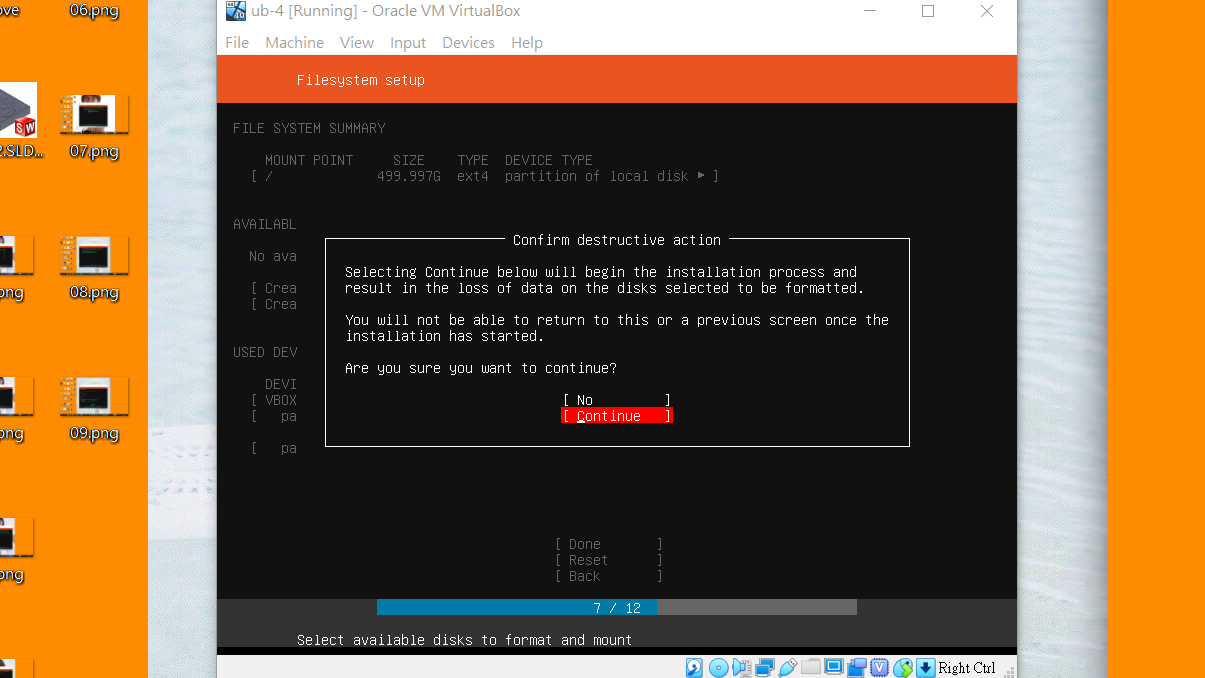 ove
06.png
ub-4 [Running] - Oracle VM VirtualBox
File Machine View Input Devices Help
Filesystem setup
FILE SYSTEM SUMMARY
MOUNT POINT SIZE TYPE DEVICE TYPE
[ / 499.997G ext4 partition of local disk ▸ ]
AVAILABL
No ava
[ Crea
[ Crea
USED DEV
DEVI
[ VBOX
[ pa
[ pa
Confirm destructive action
Selecting Continue below will begin the installation process and
result in the loss of data on the disks selected to be formatted.
You will not be able to return to this or a previous screen once the
installation has started.
Are you sure you want to continue?
[ No ]
[ Continue ]
[ Done ]
[ Reset ]
[ Back ]
7 / 12
Select available disks to format and mount
Right Ctrl
SW
2.SLD...
07.png
png
08.png
png
09.png
png